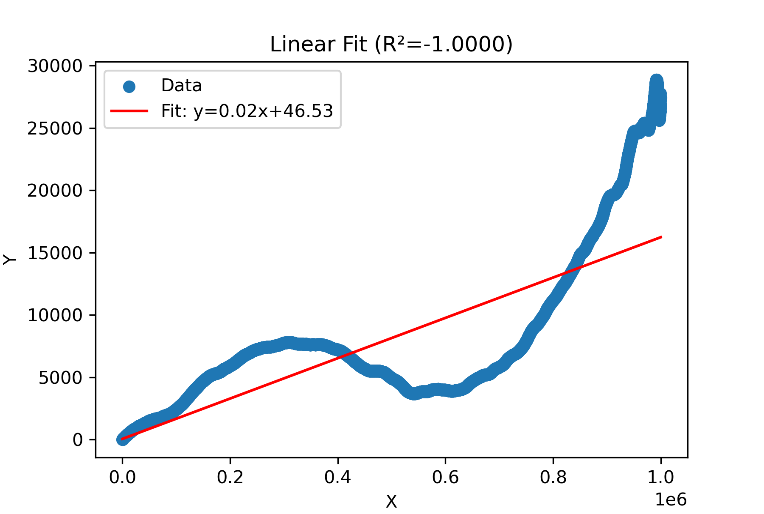 Linear Fit (R²=-1.0000)
Data
Fit: y=0.02x+46.53
30000
25000
20000
15000
10000
5000
0
Y
0.0 0.2 0.4 0.6 0.8 1.0
1e6
X